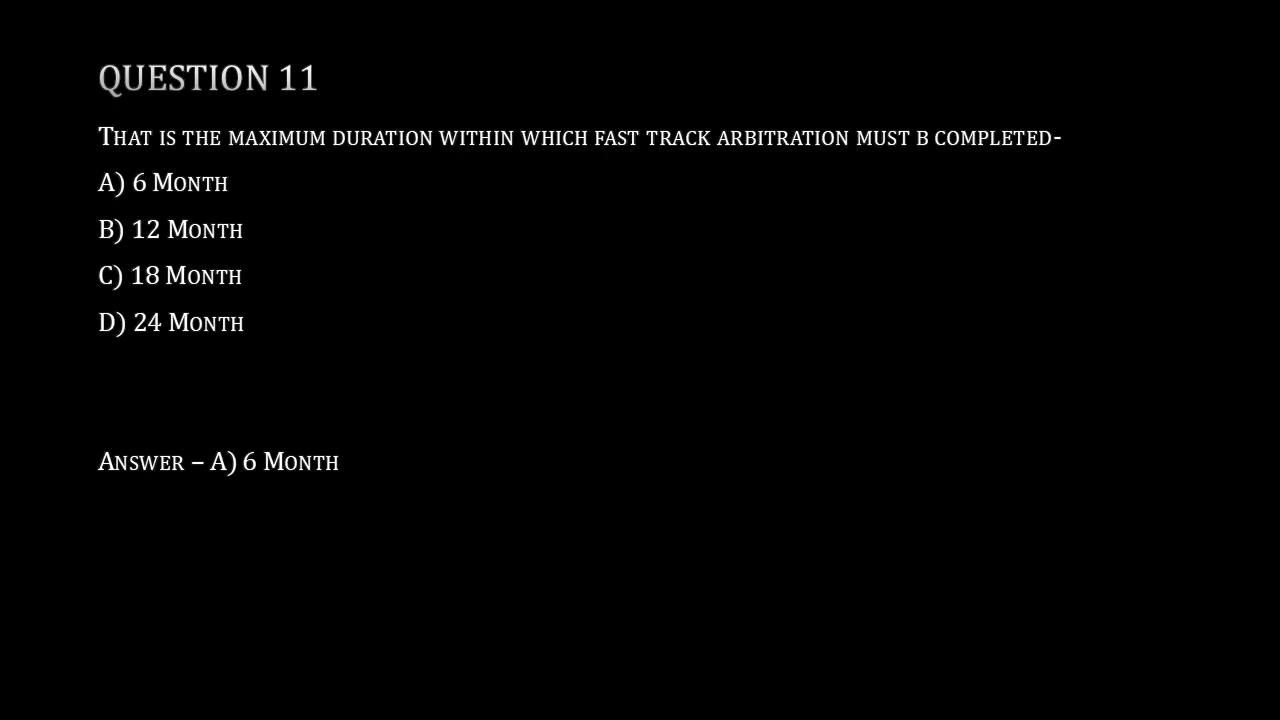 QUESTION 11
THAT IS THE MAXIMUM DURATION WITHIN WHICH FAST TRACK ARBITRATION MUST B COMPLETED-
A) 6 MONTH
B) 12 MONTH
C) 18 MONTH
D) 24 MONTH
ANSWER – A) 6 MONTH